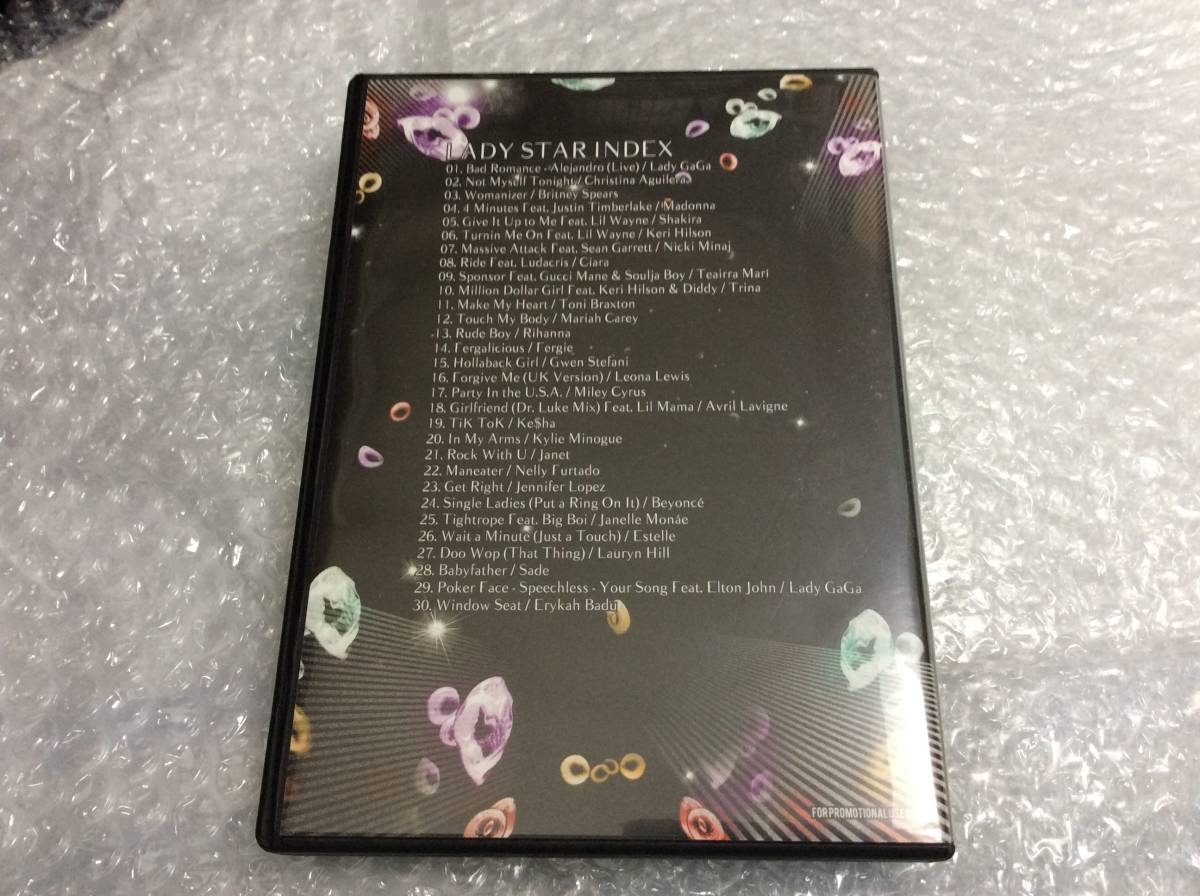 LADY STAR INDEX
01. Bad Romance - Alejandro (Live) / Lady GaGa
02. Not Myself Tonight / Christina Aguilera
03. Womanizer / Britney Spears
04. 4 Minutes Feat. Justin Timberlake / Madonna
05. Give It Up to Me Feat. Lil Wayne / Shakira
06. Turnin Me On Feat. Lil Wayne / Keri Hilson
07. Massive Attack Feat. Sean Garrett / Nicki Minaj
08. Ride Feat. Ludacris / Ciara
09. Sponsor Feat. Gucci Mane & Soulja Boy / Teairra Mari
10. Million Dollar Girl Feat. Keri Hilson & Diddy / Trina
11. Make My Heart / Toni Braxton
12. Touch My Body / Mariah Carey
13. Rude Boy / Rihanna
14. Fergalicious / Fergie
15. Hollaback Girl / Gwen Stefani
16. Forgive Me (UK Version) / Leona Lewis
17. Party In the U.S.A. / Miley Cyrus
18. Girlfriend (Dr. Luke Mix) Feat. Lil Mama / Avril Lavigne
19. TiK ToK / Ke$ha
20. In My Arms / Kylie Minogue
21. Rock With U / Janet
22. Maneater / Nelly Furtado
23. Get Right / Jennifer Lopez
24. Single Ladies (Put a Ring On It) / Beyoncé
25. Tightrope Feat. Big Boi / Janelle Monáe
26. Wait a Minute (Just a Touch) / Estelle
27. Doo Wop (That Thing) / Lauryn Hill
28. Babyfather / Sade
29. Poker Face - Speechless - Your Song Feat. Elton John / Lady GaGa
30. Window Seat / Erykah Badu
FOR PROMOTIONAL USE